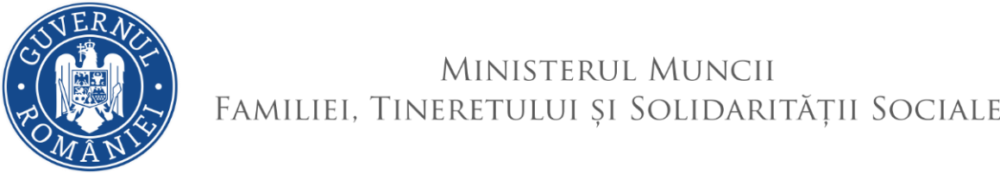 GUVERNUL ROMÂNIEI
MINISTERUL MUNCII
FAMILIEI, TINERETULUI ȘI SOLIDARITĂȚII SOCIALE